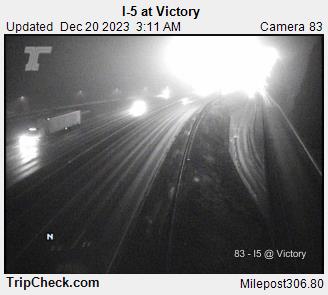 I-5 at Victory
Updated Dec 20 2023 3:11 AM Camera 83
T
N
83 - I5 @ Victory
TripCheck.com Milepost306.80